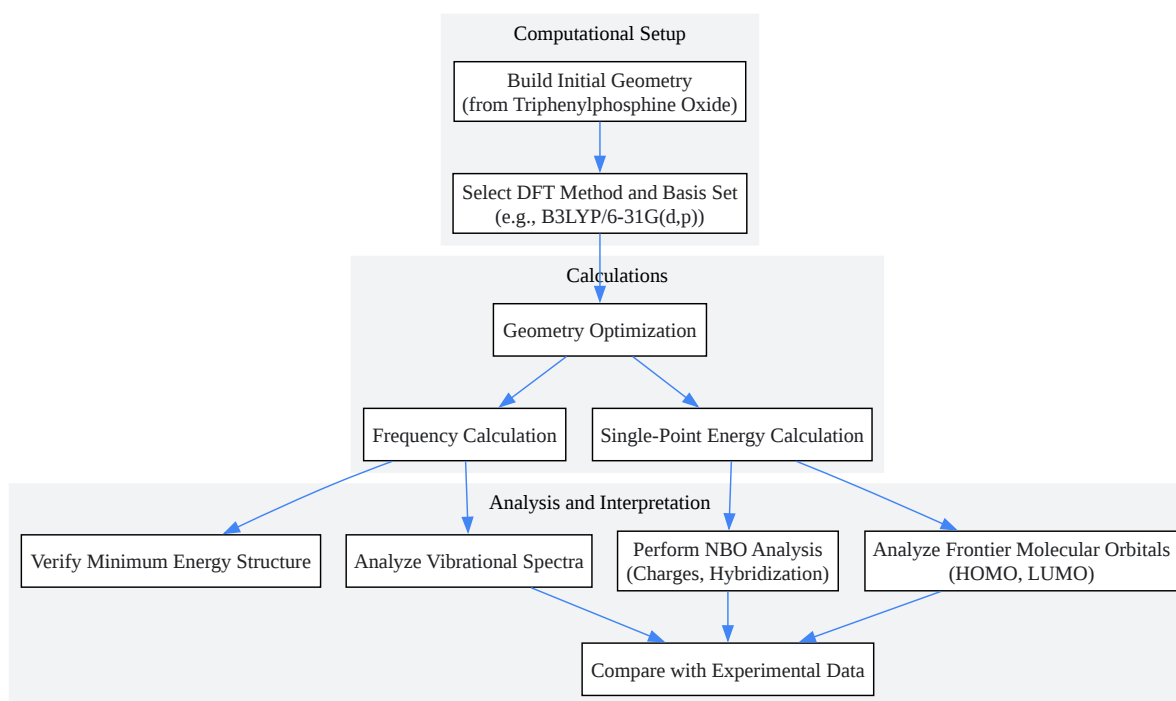 Computational Setup
Build Initial Geometry
(from Triphenylphosphine Oxide)
Select DFT Method and Basis Set
(e.g., B3LYP/6-31G(d,p))
Calculations
Geometry Optimization
Frequency Calculation
Single-Point Energy Calculation
Analysis and Interpretation
Verify Minimum Energy Structure
Analyze Vibrational Spectra
Perform NBO Analysis
(Charges, Hybridization)
Analyze Frontier Molecular Orbitals
(HOMO, LUMO)
Compare with Experimental Data